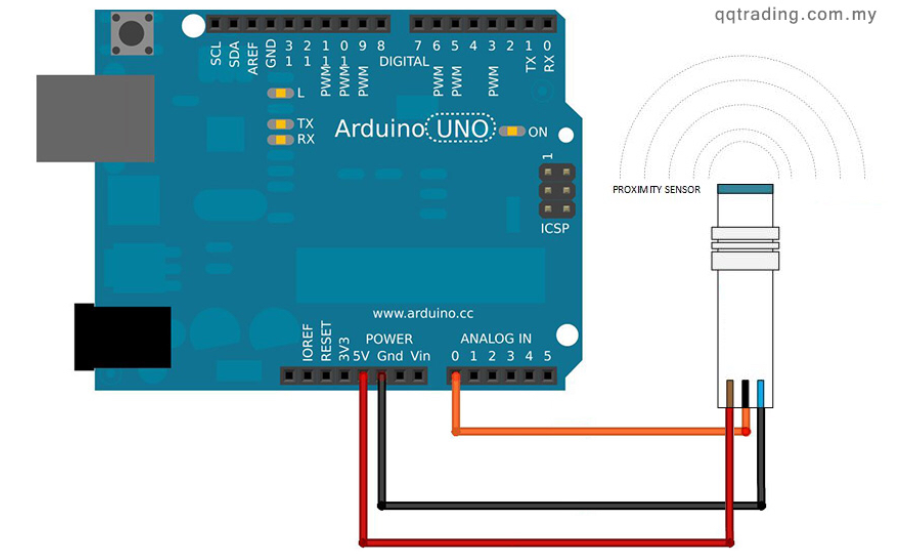 qqtrading.com.my
SCL
SDA
AREF
GND
13
12
PWM 11
PWM 10
PWM 9
8
DIGITAL
7
PWM 6
PWM 5
4
PWM 3
2
TX 1
RX 0
L
TX
RX
Arduino UNO
ON
1
ICSP
PROXIMITY SENSOR
www.arduino.cc
POWER
ANALOG IN
IOREF
RESET
3V3
5V Gnd Vin
0 1 2 3 4 5